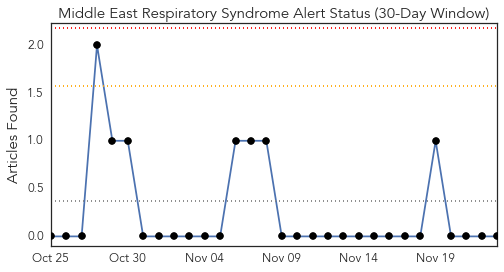 Middle East Respiratory Syndrome Alert Status (30-Day Window)
Articles Found
2.0
1.5
1.0
0.5
0.0
Oct 25 Oct 30 Nov 04 Nov 09 Nov 14 Nov 19